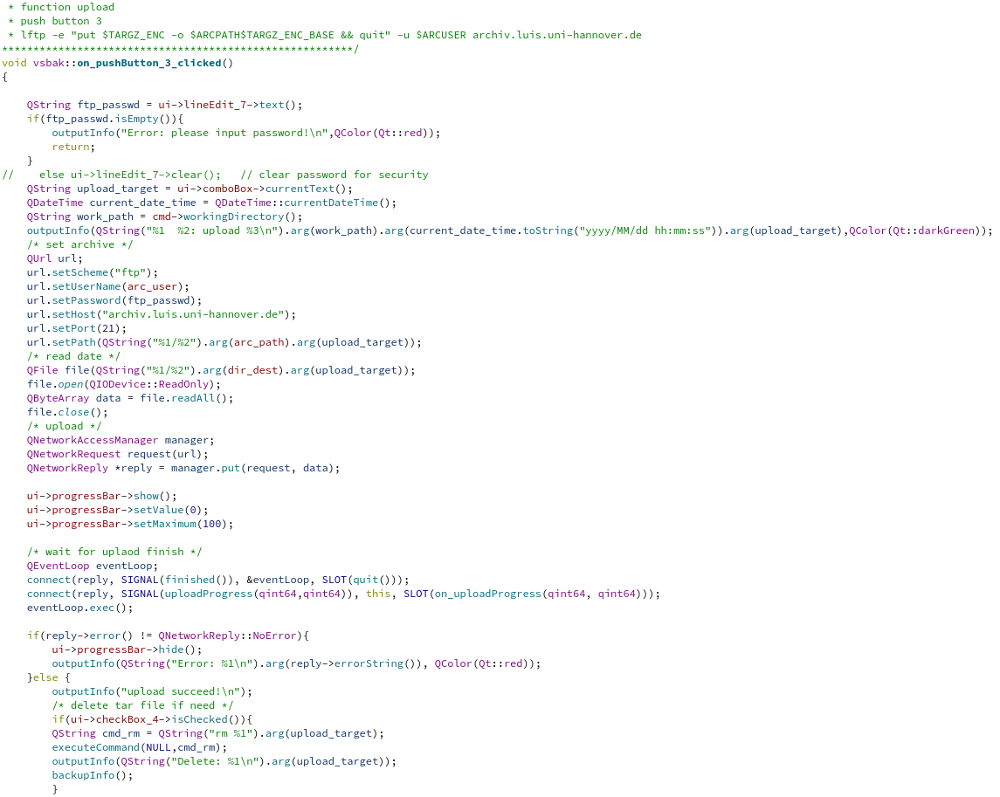 * function upload
 * push button 3
 * lftp -e "put $TARGZ_ENC -o $ARCPATH$TARGZ_ENC_BASE && quit" -u $ARCUSER archiv.luis.uni-hannover.de
********************************************************/
void vsbak::on_pushButton_3_clicked()
{

    QString ftp_passwd = ui->lineEdit_7->text();
    if(ftp_passwd.isEmpty()){
        outputInfo("Error: please input password!\n",QColor(Qt::red));
        return;
    }
//    else ui->lineEdit_7->clear();   // clear password for security
    QString upload_target = ui->comboBox->currentText();
    QDateTime current_date_time = QDateTime::currentDateTime();
    QString work_path = cmd->workingDirectory();
    outputInfo(QString("%1  %2: upload %3\n").arg(work_path).arg(current_date_time.toString("yyyy/MM/dd hh:mm:ss")).arg(upload_target),QColor(Qt::darkGreen));
    /* set archive */
    QUrl url;
    url.setScheme("ftp");
    url.setUserName(arc_user);
    url.setPassword(ftp_passwd);
    url.setHost("archiv.luis.uni-hannover.de");
    url.setPort(21);
    url.setPath(QString("%1/%2").arg(arc_path).arg(upload_target));
    /* read date */
    QFile file(QString("%1/%2").arg(dir_dest).arg(upload_target));
    file.open(QIODevice::ReadOnly);
    QByteArray data = file.readAll();
    file.close();
    /* upload */
    QNetworkAccessManager manager;
    QNetworkRequest request(url);
    QNetworkReply *reply = manager.put(request, data);

    ui->progressBar->show();
    ui->progressBar->setValue(0);
    ui->progressBar->setMaximum(100);

    /* wait for uplaod finish */
    QEventLoop eventLoop;
    connect(reply, SIGNAL(finished()), &eventLoop, SLOT(quit()));
    connect(reply, SIGNAL(uploadProgress(qint64,qint64)), this, SLOT(on_uploadProgress(qint64, qint64)));
    eventLoop.exec();

    if(reply->error() != QNetworkReply::NoError){
        ui->progressBar->hide();
        outputInfo(QString("Error: %1\n").arg(reply->errorString()), QColor(Qt::red));
    }else {
        outputInfo("upload succeed!\n");
        /* delete tar file if need */
        if(ui->checkBox_4->isChecked()){
        QString cmd_rm = QString("rm %1").arg(upload_target);
        executeCommand(NULL,cmd_rm);
        outputInfo(QString("Delete: %1\n").arg(upload_target));
        backupInfo();
        }